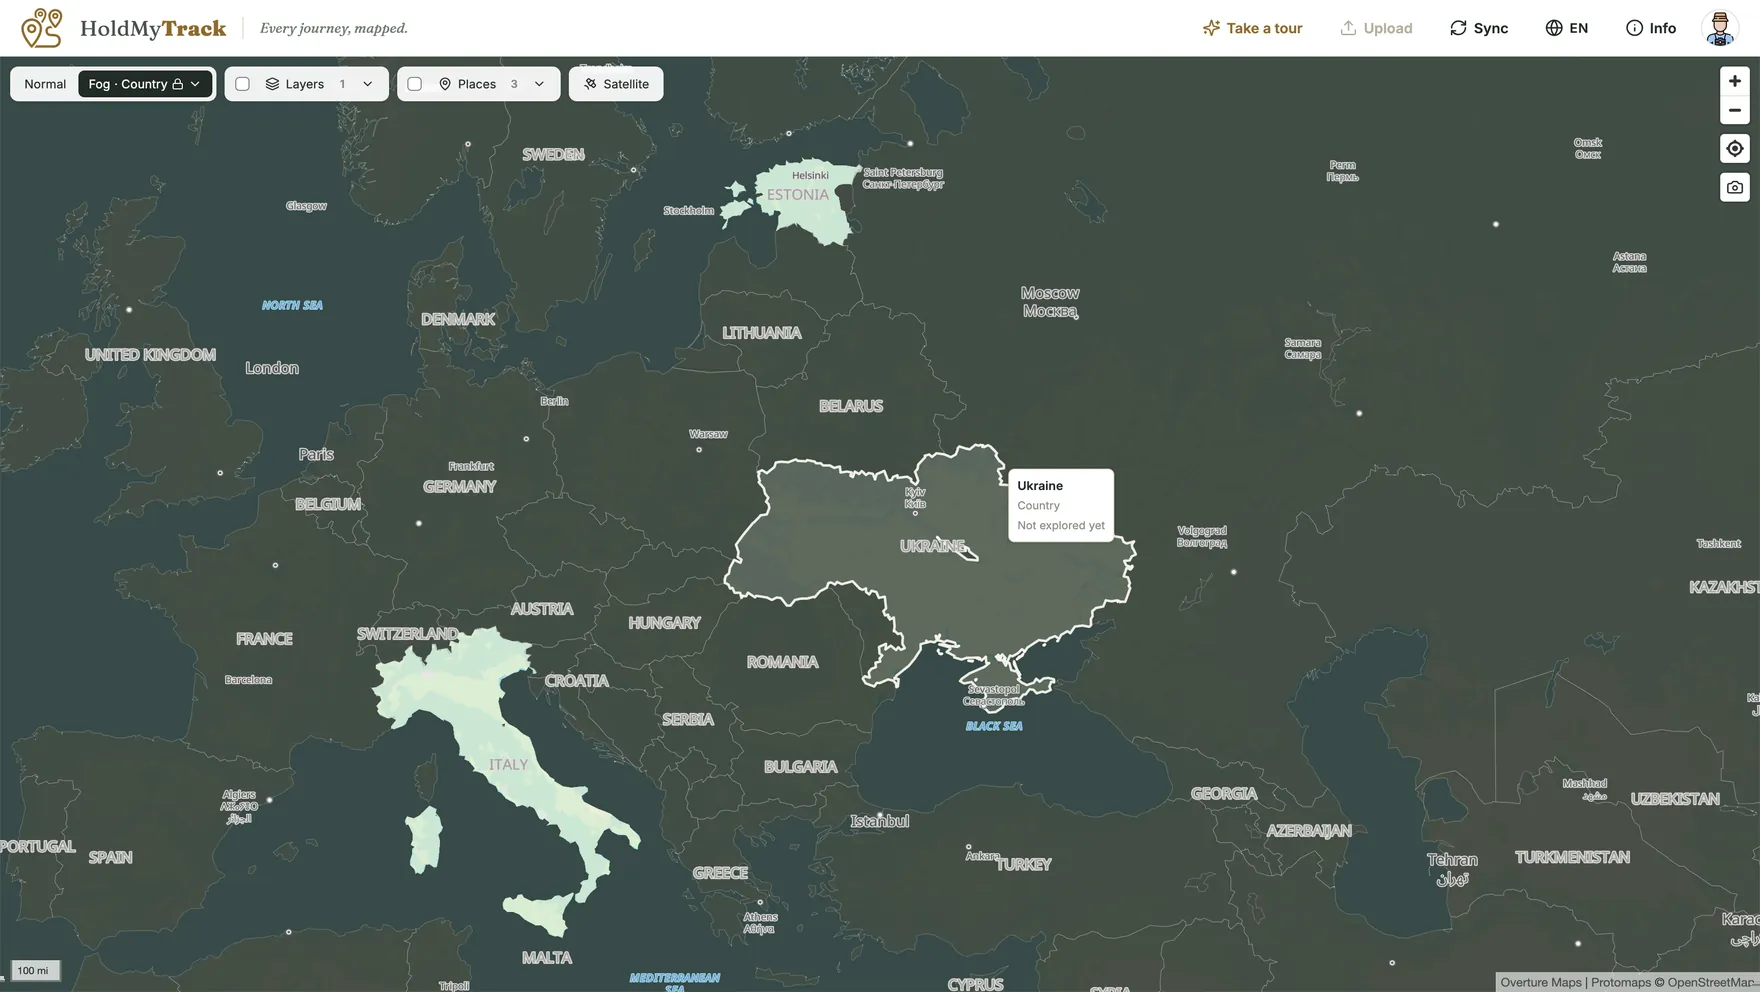 HoldMyTrack
Every journey, mapped.
Take a tour
Upload
Sync
EN
Info
Normal
Fog · Country
Layers 1
Places 3
Satellite
SWEDEN
Helsinki
ESTONIA
Saint Petersburg
Санкт-Петербург
Stockholm
Glasgow
Perm
Пермь
Omsk
Омск
Astana
Астана
NORTH SEA
Moscow
Москва
DENMARK
LITHUANIA
UNITED KINGDOM
London
Samara
Самара
Berlin
BELARUS
Warsaw
Paris
Frankfurt
GERMANY
BELGIUM
Kyiv
Київ
UKRAINE
Ukraine
Country
Not explored yet
Volgograd
Волгоград
Tashkent
KAZAKHST
AUSTRIA
HUNGARY
SWITZERLAND
FRANCE
ROMANIA
Barcelona
CROATIA
Sevastopol
Севастополь
SERBIA
BLACK SEA
ITALY
BULGARIA
Algiers
الجزائر
GEORGIA
Mashhad
مشهد
UZBEKISTAN
Istanbul
AZERBAIJAN
PORTUGAL
SPAIN
Ankara
TURKEY
Tehran
تهران
TURKMENISTAN
GREECE
Athens
Αθήνα
MALTA
MEDITERRANEAN
SEA
Tripoli
CYPRUS
100 mi
Overture Maps | Protomaps © OpenStreetMap